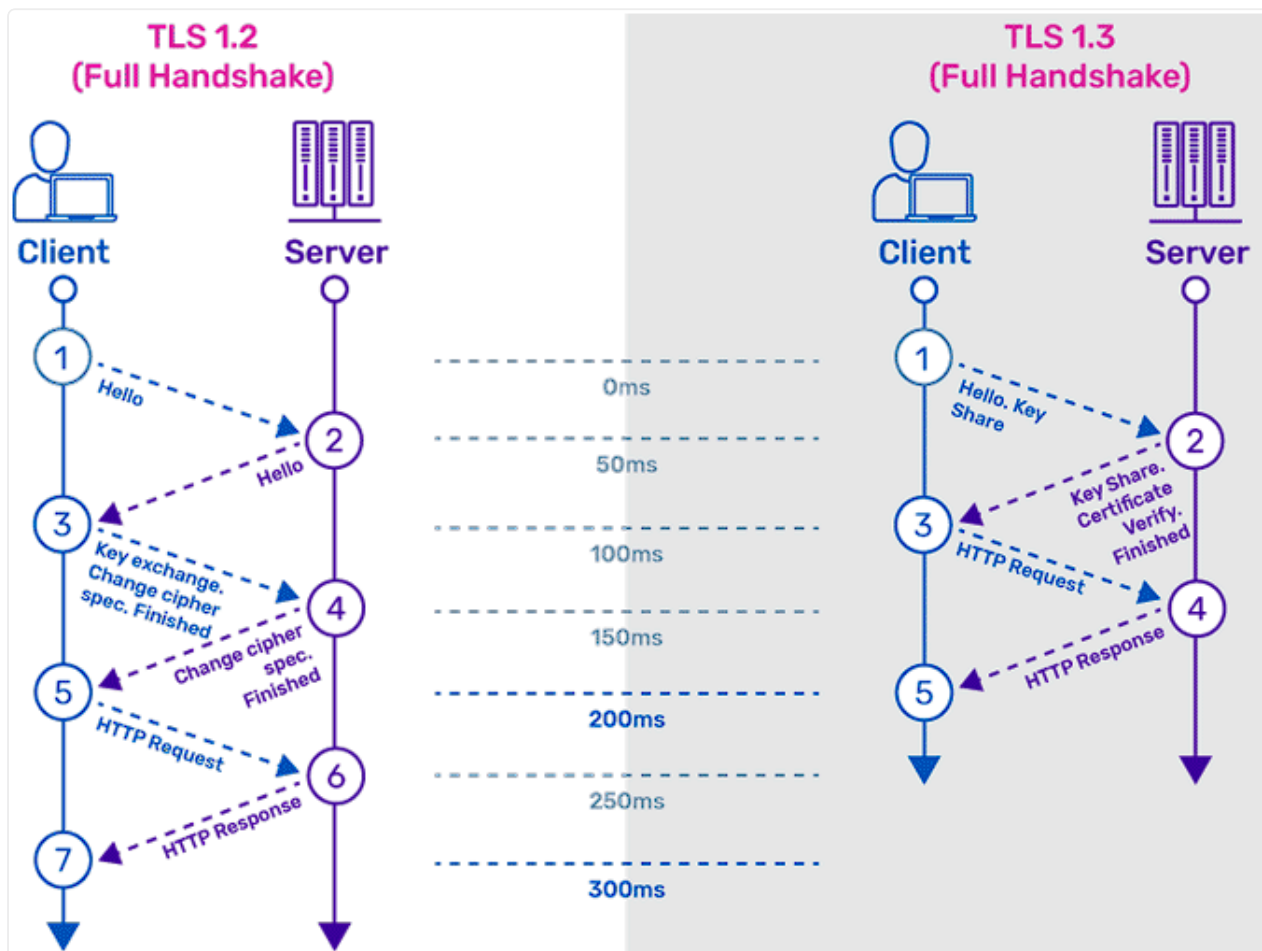 TLS 1.2
(Full Handshake)
Client
Server
1
Hello
2
Hello
3
Key exchange.
Change cipher
spec. Finished
4
Change cipher
spec.
Finished
5
HTTP Request
6
HTTP Response
7
0ms
50ms
100ms
150ms
200ms
250ms
300ms
TLS 1.3
(Full Handshake)
Client
Server
1
Hello. Key
Share
2
Key Share.
Certificate
Verify.
Finished
3
HTTP Request
4
HTTP Response
5